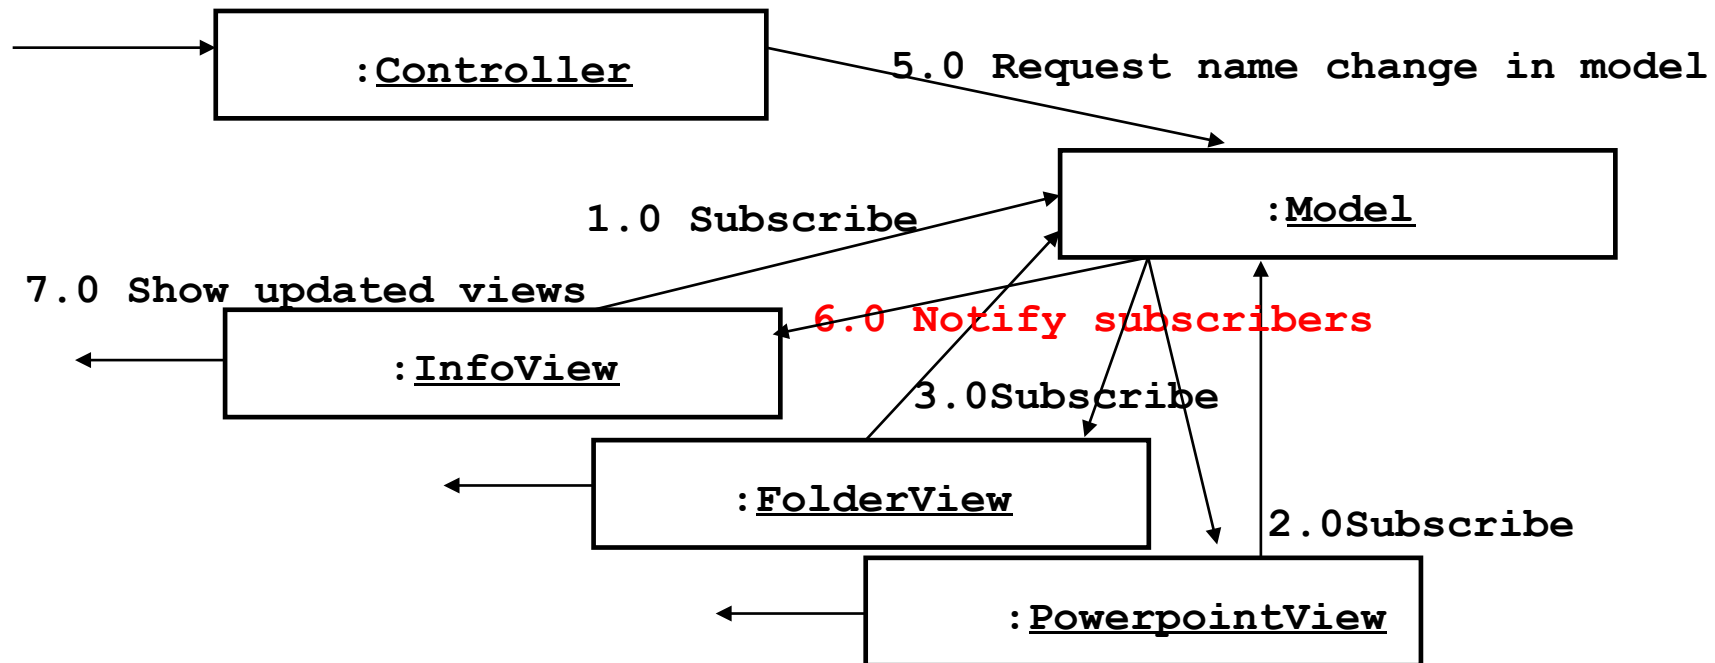 :Controller
5.0 Request name change in model
:Model
1.0 Subscribe
7.0 Show updated views
6.0 Notify subscribers
:InfoView
3.0Subscribe
:FolderView
2.0Subscribe
:PowerpointView